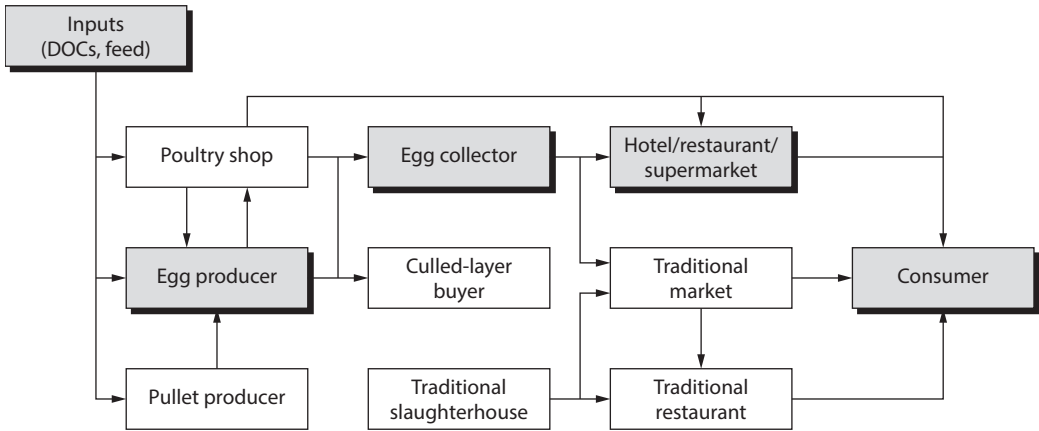 Inputs
(DOCs, feed)
Poultry shop
Egg collector
Hotel/restaurant/
supermarket
Egg producer
Culled-layer
buyer
Traditional
market
Consumer
Pullet producer
Traditional
slaughterhouse
Traditional
restaurant